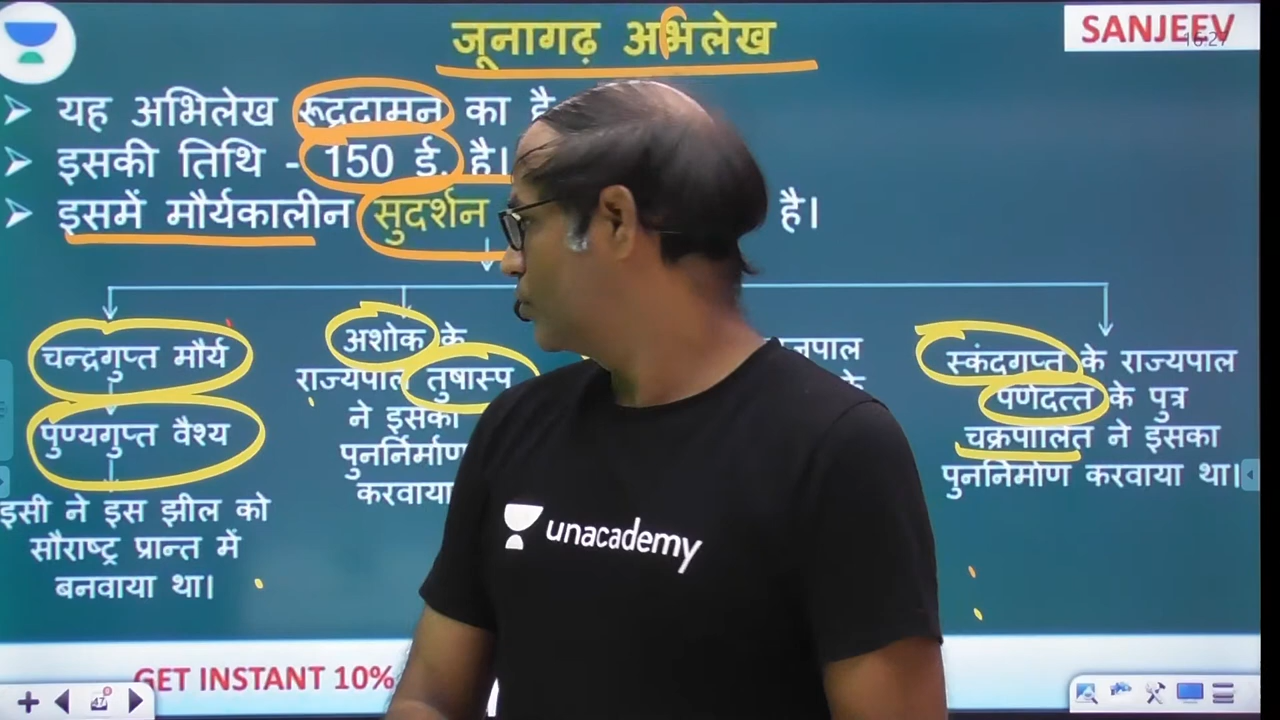 जूनागढ़ अभिलेख
SANJEEV
16:27
यह अभिलेख रूद्रदामन का है
इसकी तिथि - 150 ई. है।
इसमें मौर्यकालीन सुदर्शन है।
चन्द्रगुप्त मौर्य
पुण्यगुप्त वैश्य
इसी ने इस झील को
सौराष्ट्र प्रान्त में
बनवाया था।
अशोक के
राज्यपाल तुषास्प
ने इसका
पुनर्निर्माण
करवाया
स्कंदगुप्त के राज्यपाल
पर्णदत्त के पुत्र
चक्रपालित ने इसका
पुनर्निर्माण करवाया था।
unacademy
GET INSTANT 10%
47